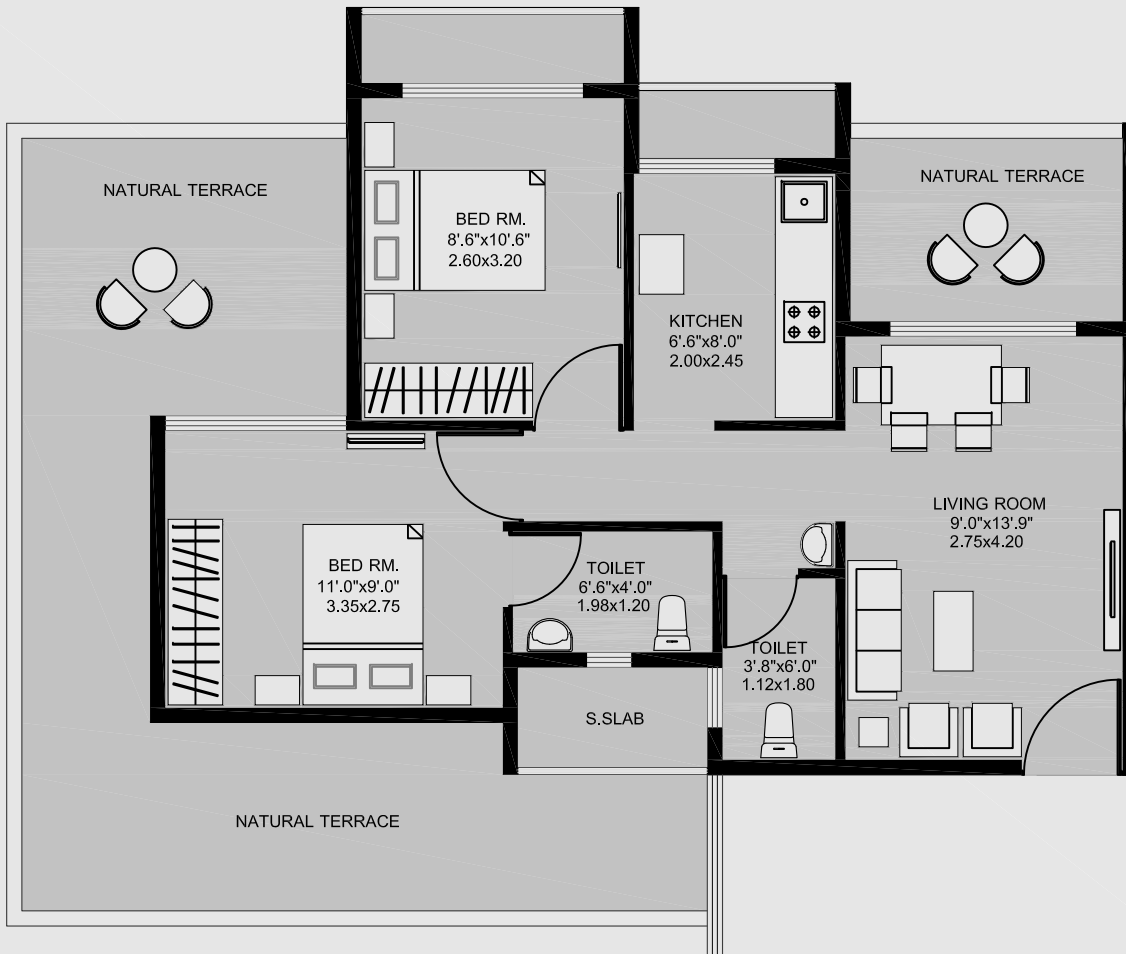 NATURAL TERRACE
BED RM.
8'.6"x10'.6"
2.60x3.20
NATURAL TERRACE
KITCHEN
6'.6"x8'.0"
2.00x2.45
LIVING ROOM
9'.0"x13'.9"
2.75x4.20
BED RM.
11'.0"x9'.0"
3.35x2.75
TOILET
6'.6"x4'.0"
1.98x1.20
TOILET
3'.8"x6'.0"
1.12x1.80
S.SLAB
NATURAL TERRACE